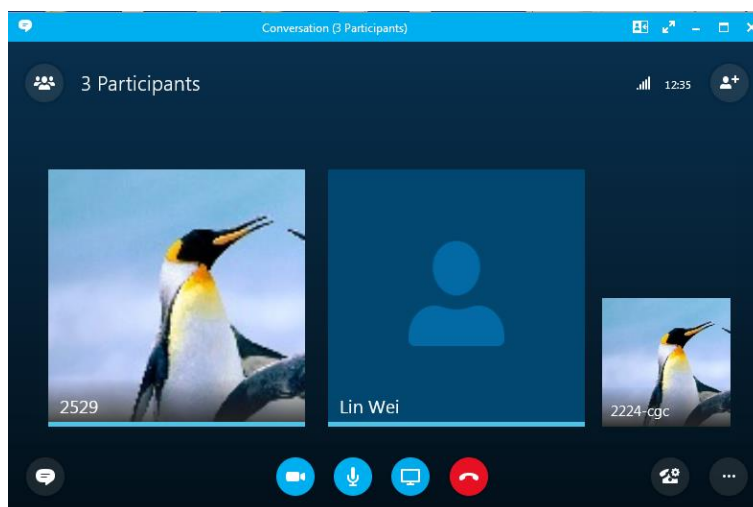 Conversation (3 Participants)
3 Participants
12:35
2529
Lin Wei
2224-cgc